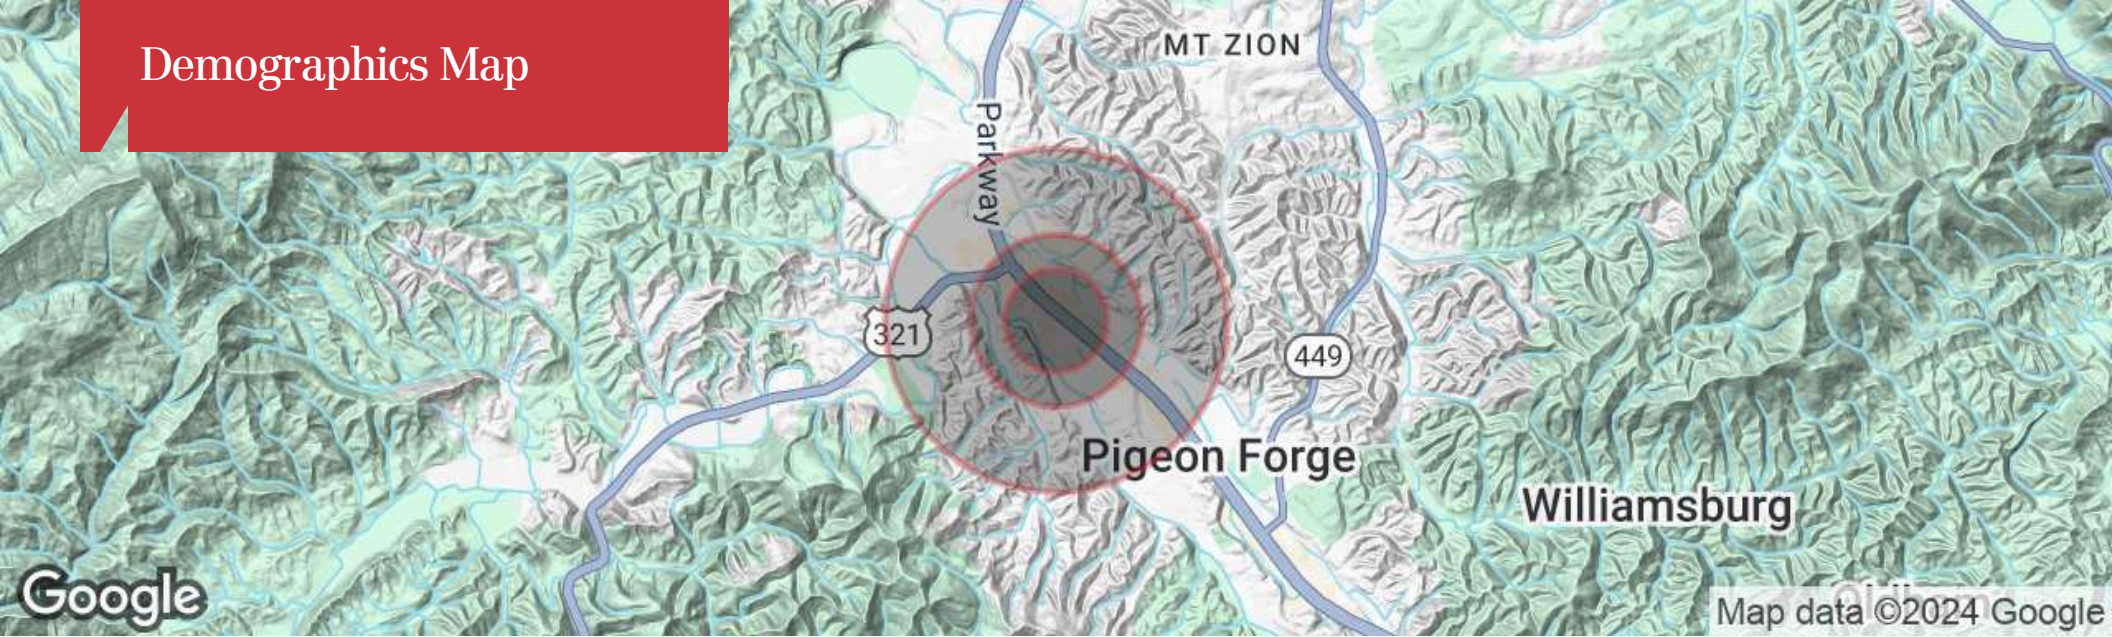 Demographics Map
MT ZION
Parkway
321
449
Pigeon Forge
Williamsburg
Google
Map data ©2024 Google